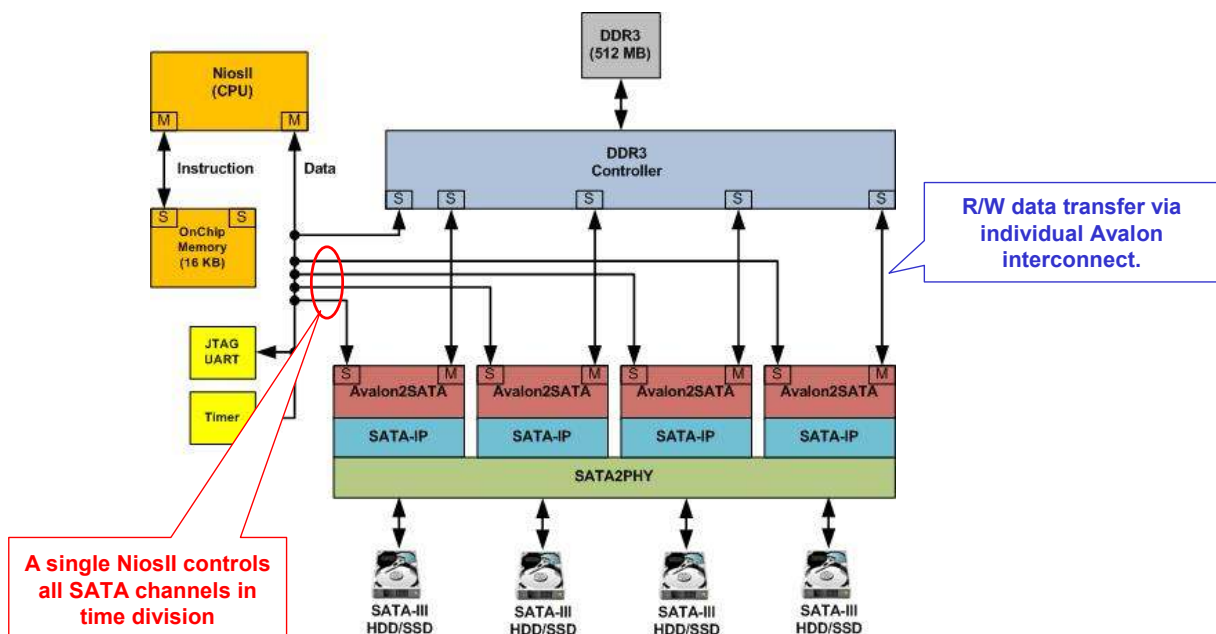 DDR3
(512 MB)
NiosII
(CPU)
M
M
Instruction
Data
DDR3
Controller
S
S
S
S
S
S
S
OnChip
Memory
(16 KB)
R/W data transfer via
individual Avalon
interconnect.
JTAG
UART
Timer
S
M
Avalon2SATA
S
M
Avalon2SATA
S
M
Avalon2SATA
S
M
Avalon2SATA
SATA-IP
SATA-IP
SATA-IP
SATA-IP
SATA2PHY
A single NiosII controls
all SATA channels in
time division
SATA-III
HDD/SSD
SATA-III
HDD/SSD
SATA-III
HDD/SSD
SATA-III
HDD/SSD